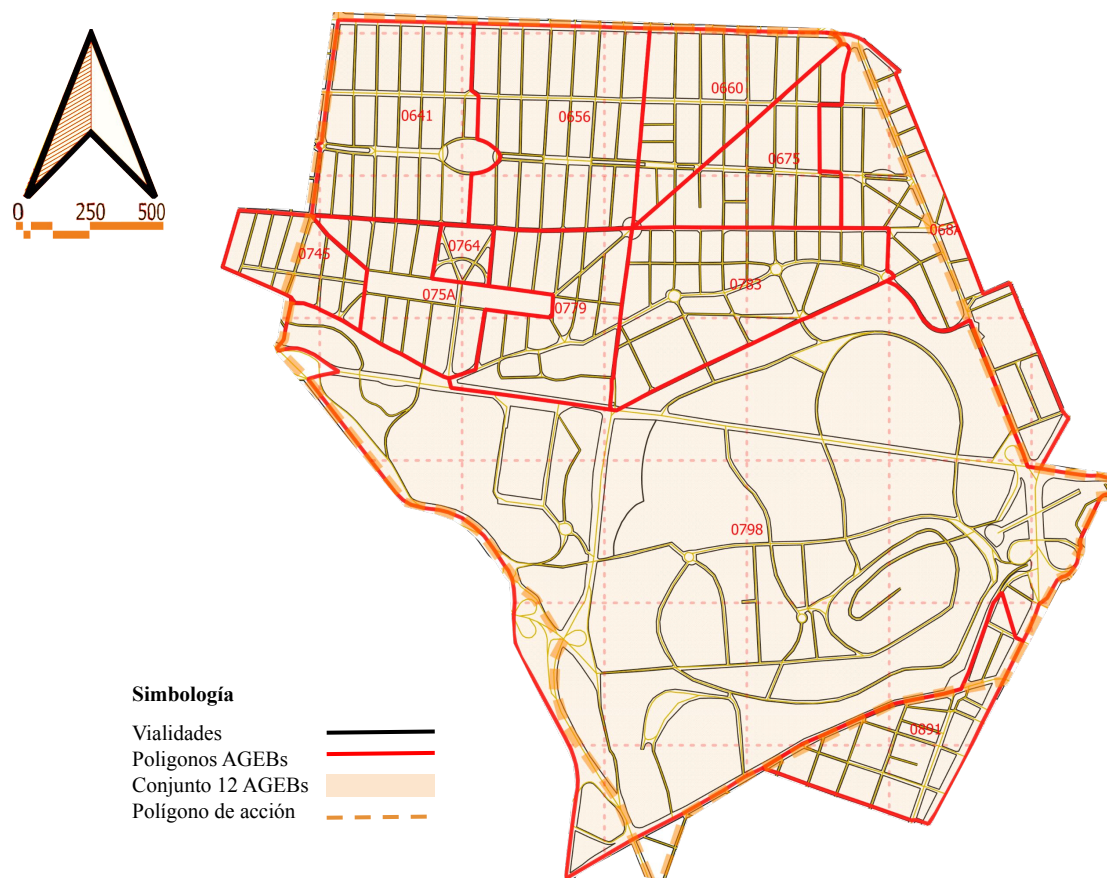 0660
0641
0656
0675
0 250 500
0764
068A
0745
075A
0783
0779
0798
Simbología
Vialidades
0891
Poligonos AGEBs
Conjunto 12 AGEBs
Polígono de acción